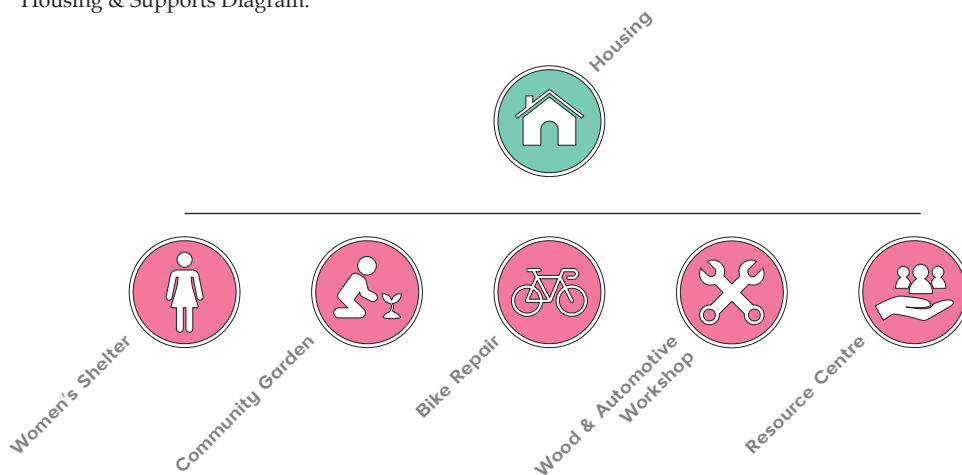 Housing & Supports Diagram.
Housing
Women's Shelter
Community Garden
Bike Repair
Wood & Automotive
Workshop
Resource Centre